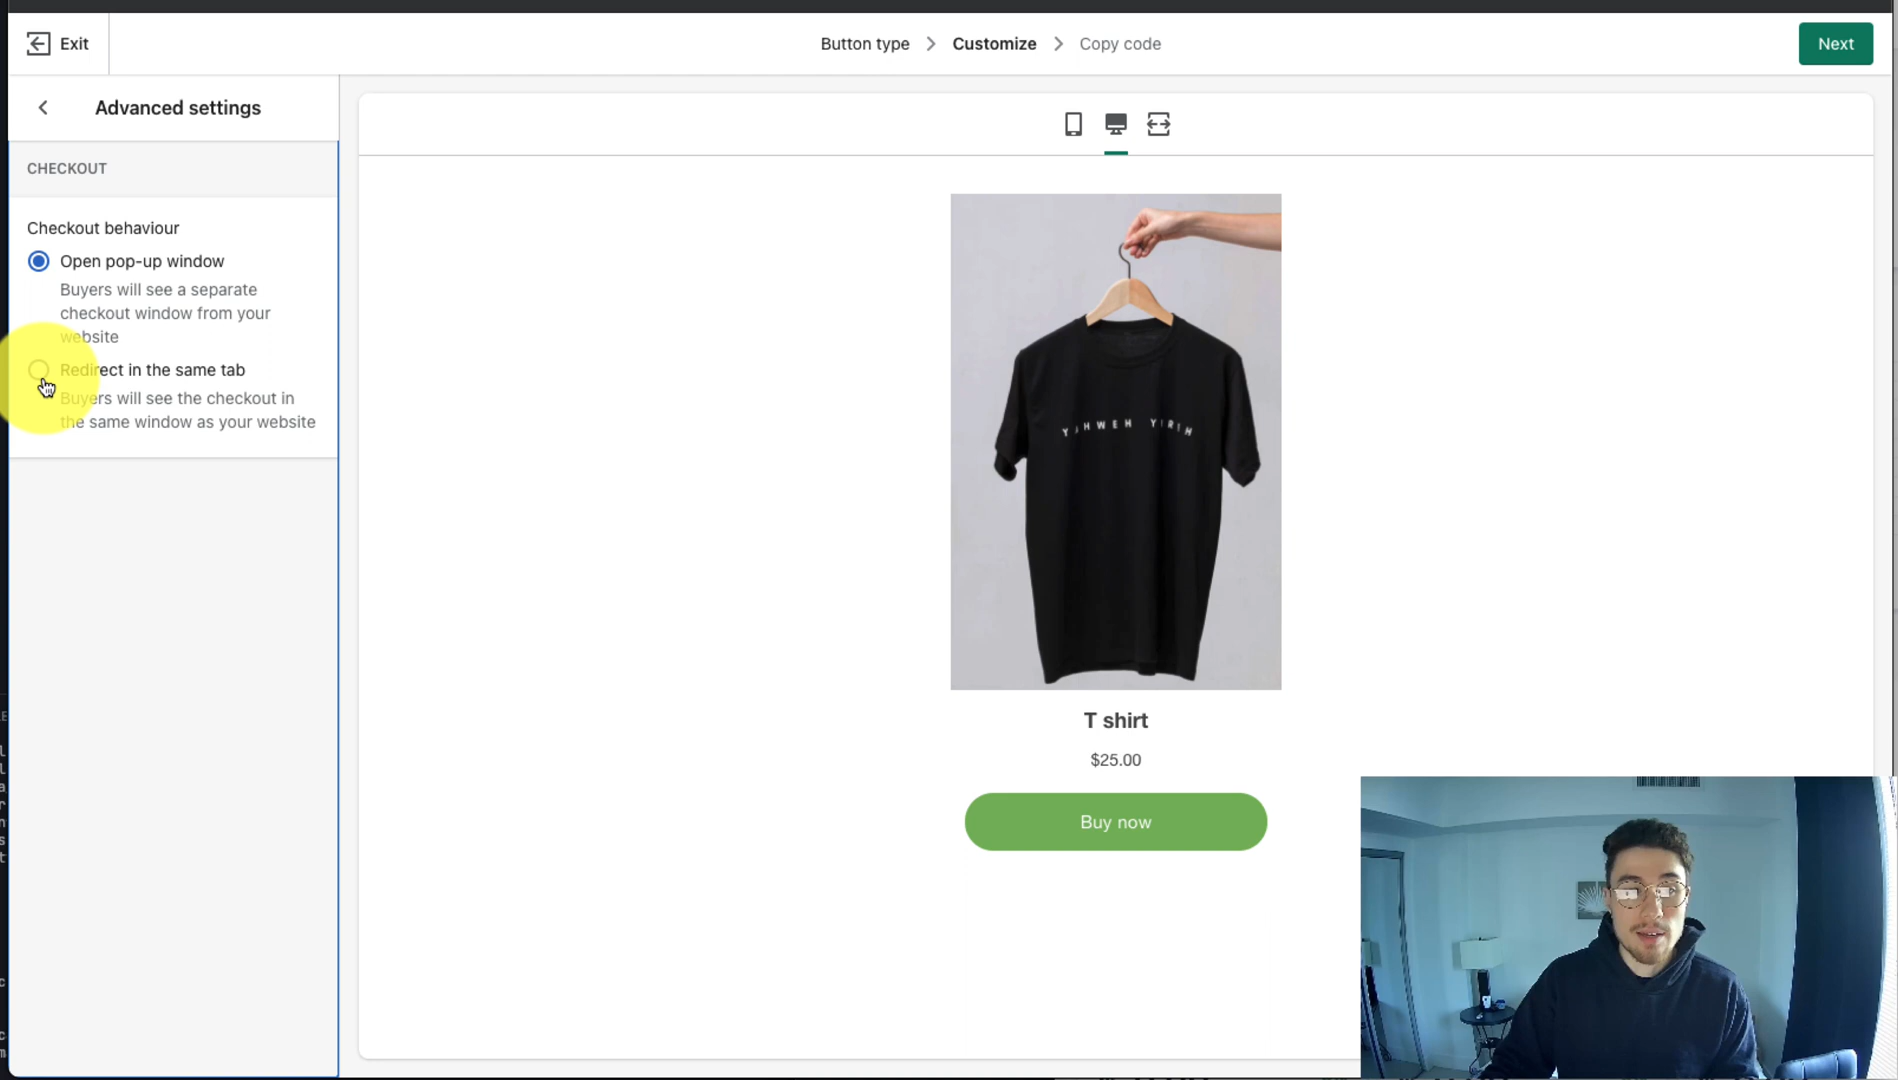 Exit
Button type
Customize
Copy code
Next
Advanced settings
CHECKOUT
Checkout behaviour
Open pop-up window
Buyers will see a separate
checkout window from your
website
Redirect in the same tab
Buyers will see the checkout in
the same window as your website
YAHWEH YIRIH
T shirt
$25.00
Buy now